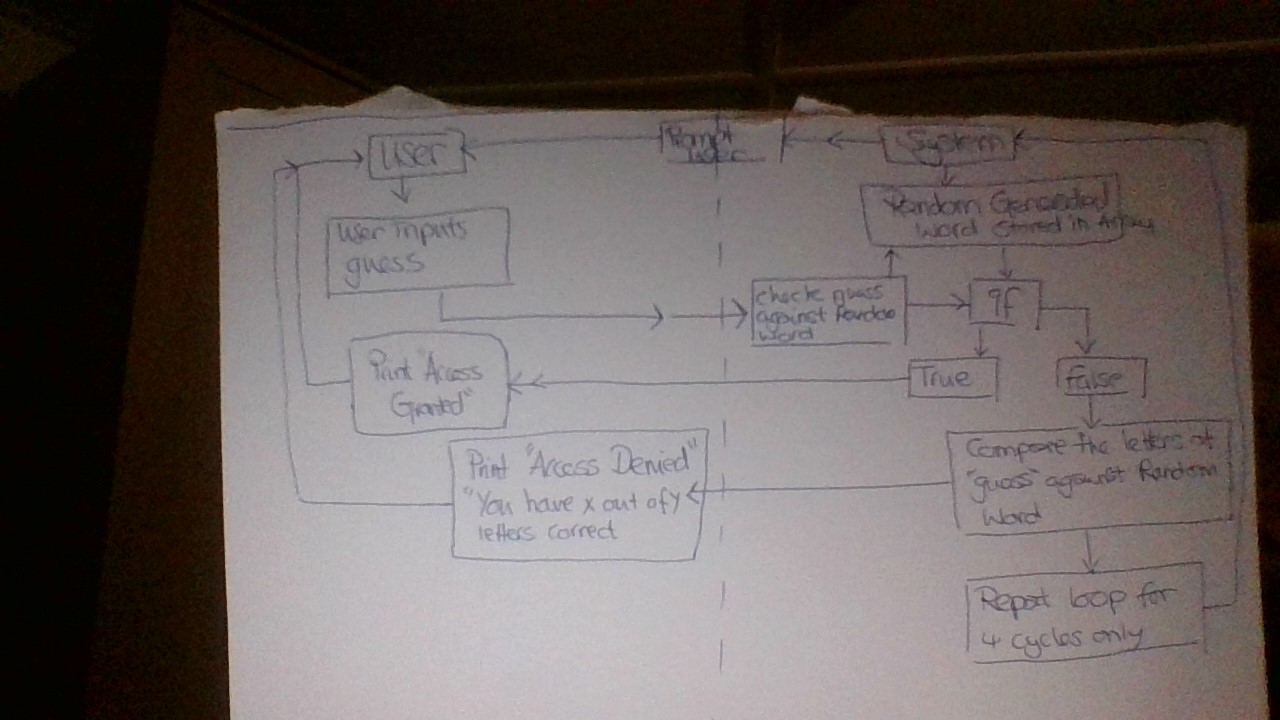 User
Prompt
User
System
Random Generated
Word Stored in Array
User inputs
guess
check guess
against Random
Word
If
True
False
Print "Access
Granted"
Compare the letters of
"guess" against Random
Word
Print "Access Denied"
"You have x out of y
letters correct
Repeat loop for
4 cycles only